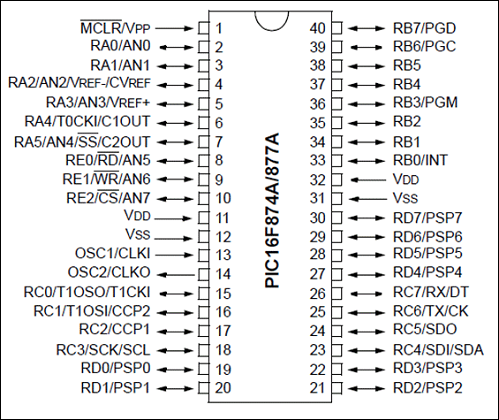 MCLR/VPP 1 40 RB7/PGD
RA0/AN0 2 39 RB6/PGC
RA1/AN1 3 38 RB5
RA2/AN2/VREF-/CVREF 4 37 RB4
RA3/AN3/VREF+ 5 36 RB3/PGM
RA4/T0CKI/C1OUT 6 35 RB2
RA5/AN4/SS/C2OUT 7 34 RB1
RE0/RD/AN5 8 33 RB0/INT
RE1/WR/AN6 9 32 VDD
RE2/CS/AN7 10 31 VSS
VDD 11 30 RD7/PSP7
VSS 12 29 RD6/PSP6
OSC1/CLKI 13 28 RD5/PSP5
OSC2/CLKO 14 27 RD4/PSP4
RC0/T1OSO/T1CKI 15 26 RC7/RX/DT
RC1/T1OSI/CCP2 16 25 RC6/TX/CK
RC2/CCP1 17 24 RC5/SDO
RC3/SCK/SCL 18 23 RC4/SDI/SDA
RD0/PSP0 19 22 RD3/PSP3
RD1/PSP1 20 21 RD2/PSP2
PIC16F874A/877A